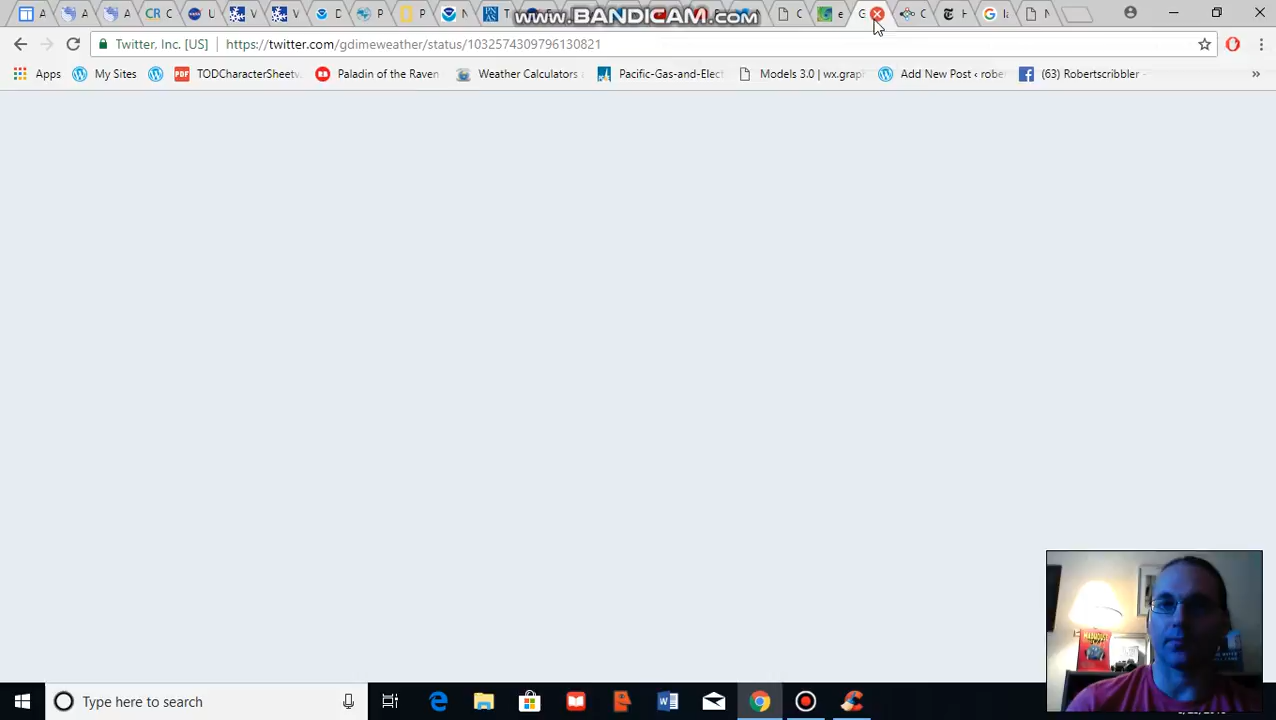 www.BANDICAM.com
Twitter, Inc. [US] https://twitter.com/gdimeweather/status/1032574309796130821
Apps My Sites TODCharacterSheetv. Paladin of the Raven Weather Calculators Pacific-Gas-and-Elect Models 3.0 | wx.graph Add New Post ‹ robe (63) Robertscribbler -
Type here to search